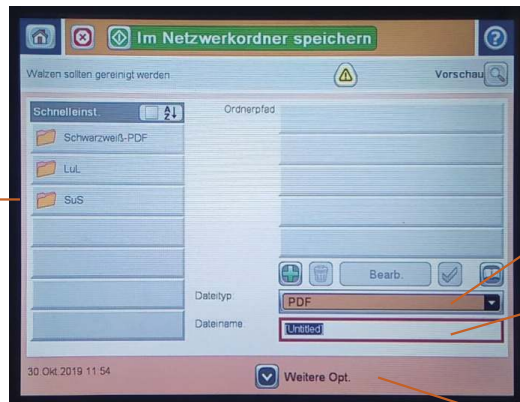 Im Netzwerkordner speichern
Walzen sollten gereinigt werden
Vorschau
Schnelleinst.
Ordnerpfad
Schwarzweiß-PDF
LuL
SuS
Bearb.
Dateityp:
PDF
Dateiname:
[Untitled]
30 Okt 2019 11:54
Weitere Opt.